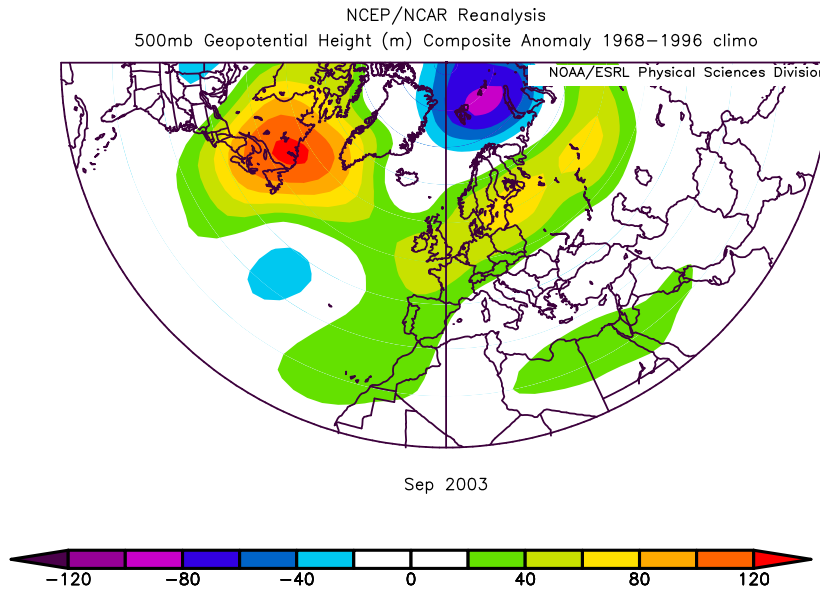 NCEP/NCAR Reanalysis
500mb Geopotential Height (m) Composite Anomaly 1968−1996 climo
NOAA/ESRL Physical Sciences Division
Sep 2003
−120 −80 −40 0 40 80 120